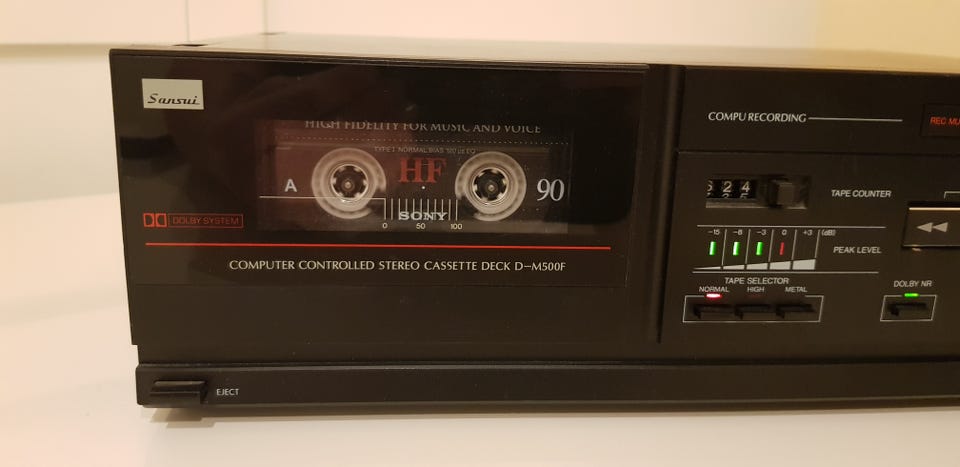 Sansui
HIGH FIDELITY FOR MUSIC AND VOICE
TYPE I NORMAL BIAS 120 µs EQ
A
HF
90
SONY
0 50 100
DOLBY SYSTEM
COMPUTER CONTROLLED STEREO CASSETTE DECK D-M500F
EJECT
COMPU RECORDING
REC MU
624
TAPE COUNTER
-15 -8 -3 0 +3 (dB)
PEAK LEVEL
TAPE SELECTOR
NORMAL HIGH METAL
DOLBY NR